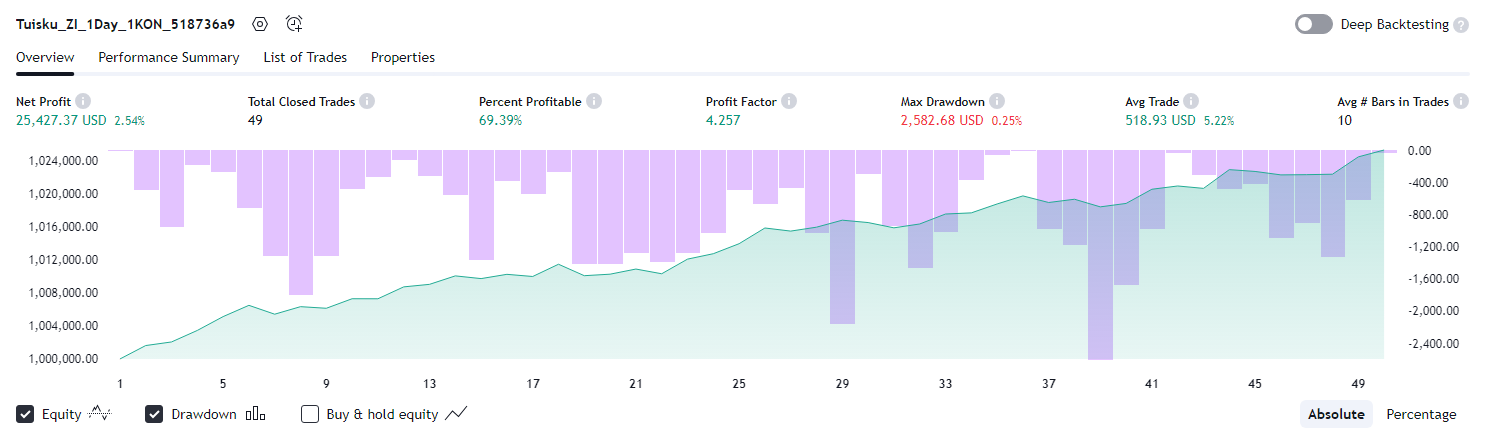 Tuisku_ZI_1Day_1KON_518736a9 Deep Backtesting ?
Overview Performance Summary List of Trades Properties
Net Profit i Total Closed Trades i Percent Profitable i Profit Factor i Max Drawdown i Avg Trade i Avg # Bars in Trades i
25,427.37 USD 2.54% 49 69.39% 4.257 2,582.68 USD 0.25% 518.93 USD 5.22% 10
1,024,000.00 0.00
1,020,000.00 -400.00
1,016,000.00 -800.00
1,012,000.00 -1,200.00
1,008,000.00 -1,600.00
1,004,000.00 -2,000.00
1,000,000.00 -2,400.00
1 5 9 13 17 21 25 29 33 37 41 45 49
Equity Drawdown Buy & hold equity Absolute Percentage